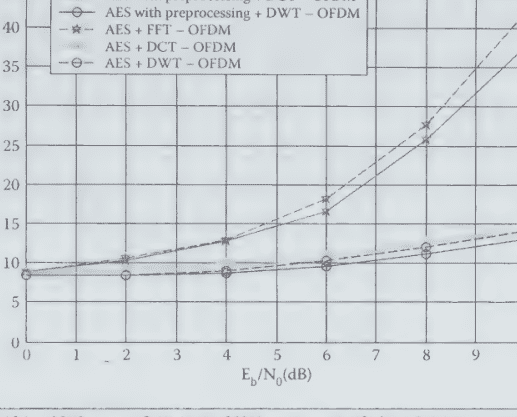 AES with preprocessing + DWT – OFDM
AES + FFT – OFDM
AES + DCT – OFDM
AES + DWT – OFDM
40
35
30
25
20
15
10
5
0
0 1 2 3 4 5 6 7 8 9
E_b/N_0(dB)